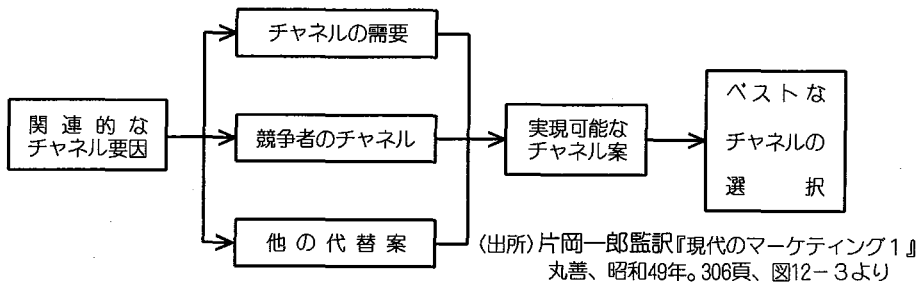 チャネルの需要
関連的な
チャネル要因
競争者のチャネル
他の代替案
実現可能な
チャネル案
ベストな
チャネルの
選択
(出所)片岡一郎監訳『現代のマーケティング1』
丸善、昭和49年。306頁、図12-3より